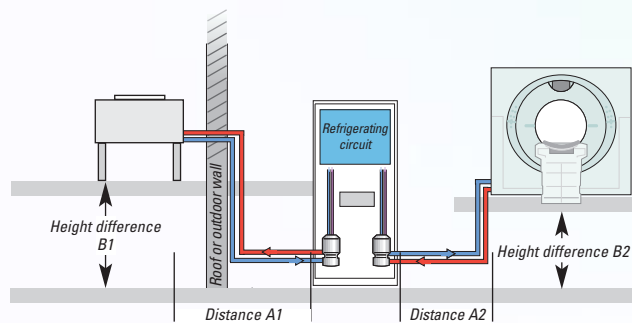 Refrigerating
circuit
Height difference
B1
Roof or outdoor wall
Height difference B2
Distance A1
Distance A2